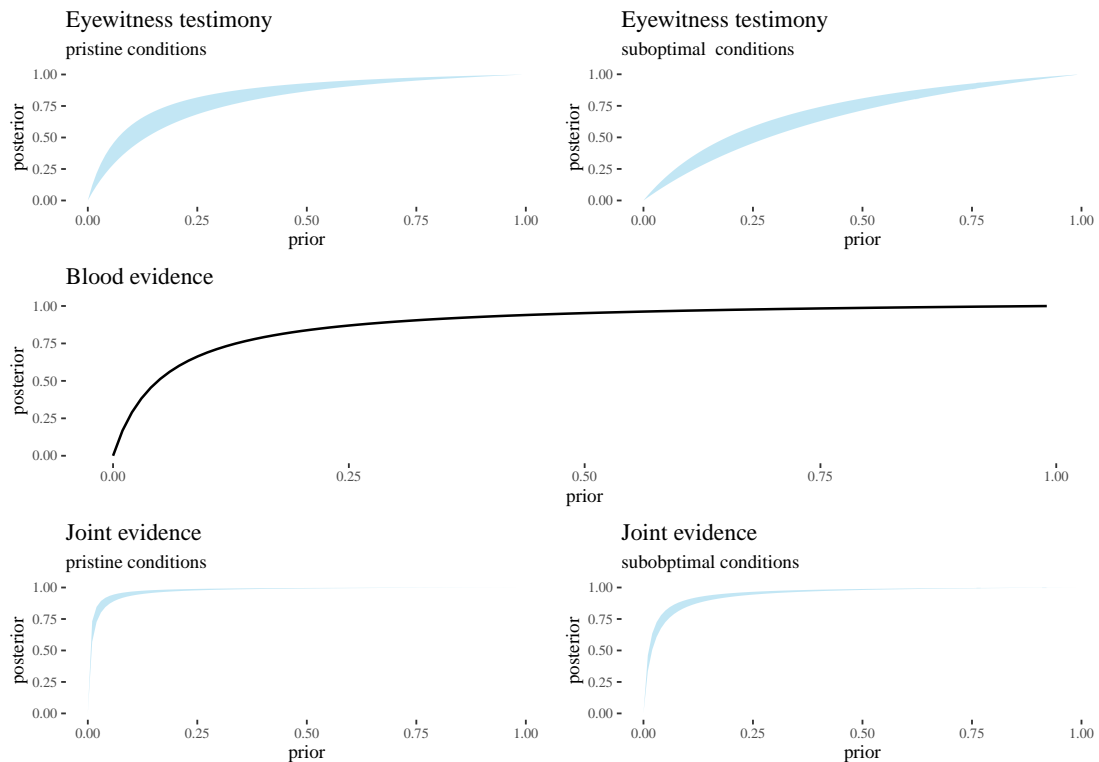 Eyewitness testimony
pristine conditions
1.00
0.75
0.50
0.25
0.00
posterior
0.00 0.25 0.50 0.75 1.00
prior
Eyewitness testimony
suboptimal  conditions
1.00
0.75
0.50
0.25
0.00
posterior
0.00 0.25 0.50 0.75 1.00
prior
Blood evidence
1.00
0.75
0.50
0.25
0.00
posterior
0.00 0.25 0.50 0.75 1.00
prior
Joint evidence
pristine conditions
1.00
0.75
0.50
0.25
0.00
posterior
0.00 0.25 0.50 0.75 1.00
prior
Joint evidence
subobptimal conditions
1.00
0.75
0.50
0.25
0.00
posterior
0.00 0.25 0.50 0.75 1.00
prior